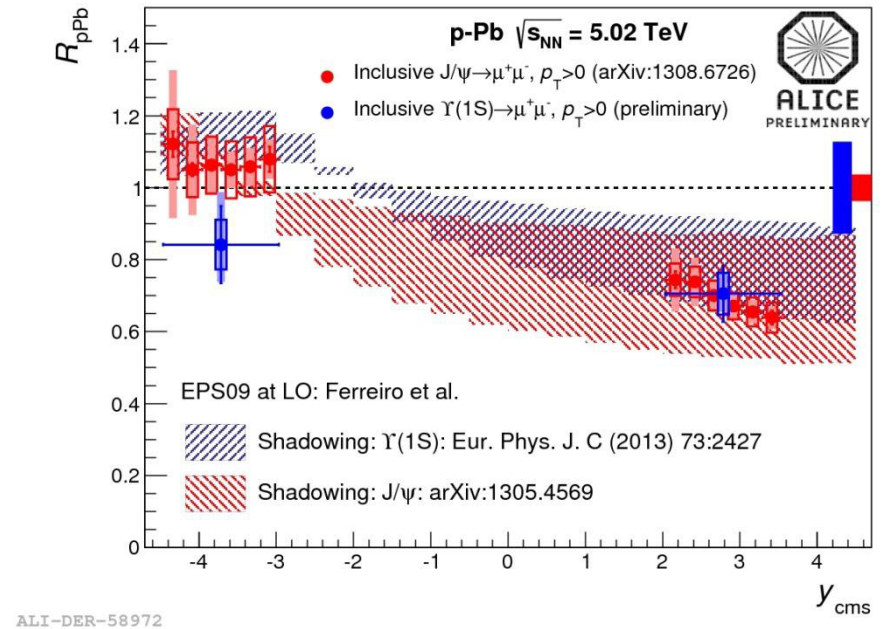 R_pPb
1.4
1.2
1
0.8
0.6
0.4
0.2
0
p-Pb √s_NN = 5.02 TeV
Inclusive J/ψ→μ⁺μ⁻, p_T>0 (arXiv:1308.6726)
Inclusive ϒ(1S)→μ⁺μ⁻, p_T>0 (preliminary)
ALICE
PRELIMINARY
EPS09 at LO: Ferreiro et al.
Shadowing: ϒ(1S): Eur. Phys. J. C (2013) 73:2427
Shadowing: J/ψ: arXiv:1305.4569
-4 -3 -2 -1 0 1 2 3 4
y_cms
ALI-DER-58972